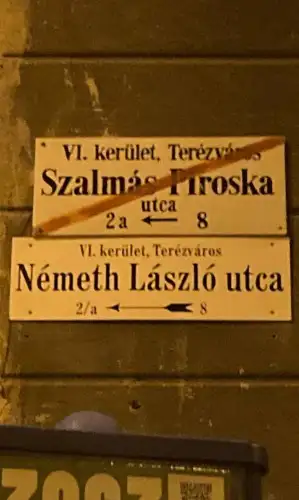 VI. kerület, Terézváros
Szalmás Piroska
utca
2a ← 8
VI. kerület, Terézváros
Németh László utca
2/a ← 8